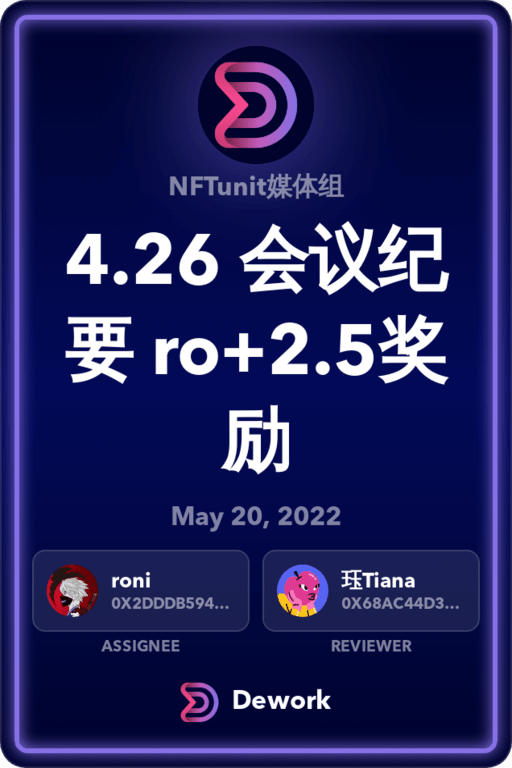 NFTunit媒体组
4.26 会议纪
要 ro+2.5奖
励
May 20, 2022
roni
0X2DDDB594...
ASSIGNEE
珏Tiana
0X68AC44D3...
REVIEWER
Dework